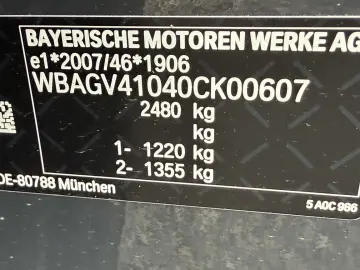 BAYERISCHE MOTOREN WERKE AG
e1*2007/46*1906
WBAGV41040CK00607
2480 kg
kg
1- 1220 kg
2- 1355 kg
DE-80788 München
5 A0C 986